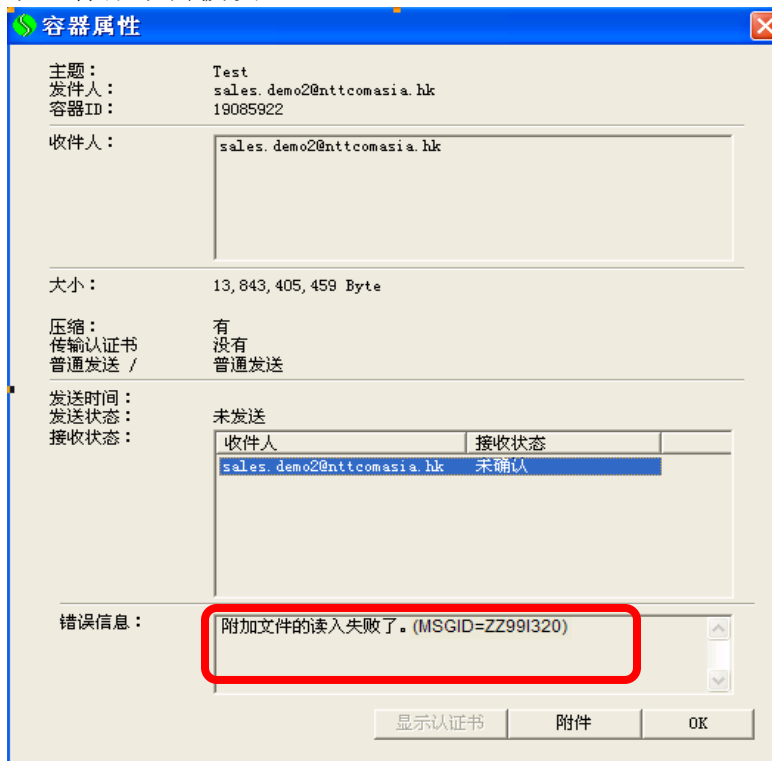 容器属性
主题： Test
发件人： sales.demo2@nttcomasia.hk
容器ID： 19085922
收件人： sales.demo2@nttcomasia.hk
大小： 13,843,405,459 Byte
压缩： 有
传输认证书 没有
普通发送 / 普通发送
发送时间：
发送状态： 未发送
接收状态： 收件人 接收状态
sales.demo2@nttcomasia.hk 未确认
错误信息： 附加文件的读入失败了。(MSGID=ZZ99I320)
显示认证书 附件 OK